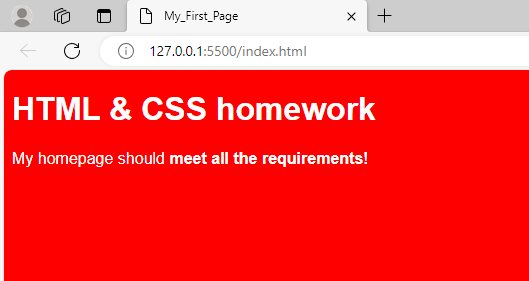 My_First_Page
127.0.0.1:5500/index.html
HTML & CSS homework
My homepage should meet all the requirements!